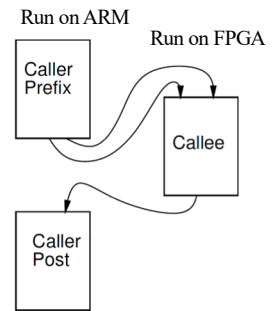 Run on ARM
Run on FPGA
Caller
Prefix
Callee
Caller
Post